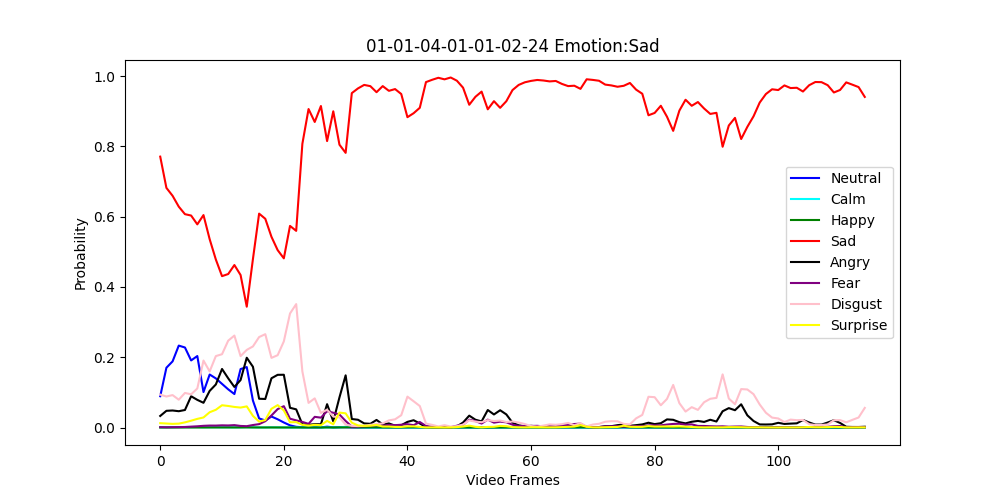 01-01-04-01-01-02-24 Emotion:Sad
1.0
0.8
0.6
0.4
0.2
0.0
Probability
0 20 40 60 80 100
Video Frames
Neutral
Calm
Happy
Sad
Angry
Fear
Disgust
Surprise